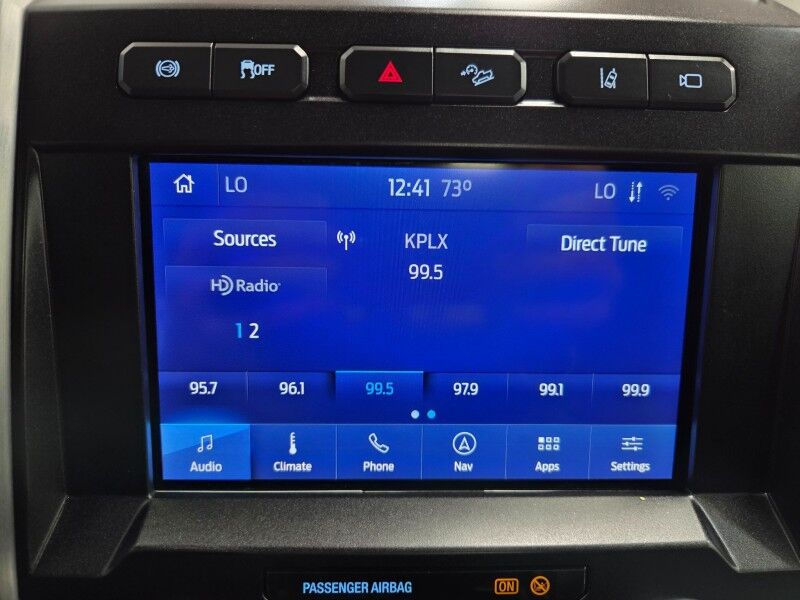 OFF
LO 12:41 73° LO
Sources KPLX Direct Tune
99.5
HD Radio
1 2
95.7 96.1 99.5 97.9 99.1 99.9
Audio Climate Phone Nav Apps Settings
PASSENGER AIRBAG ON